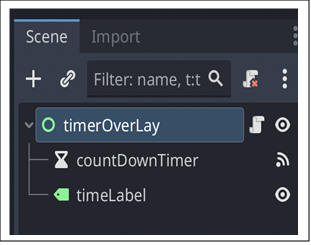 Scene Import
Filter: name, t:t
timerOverLay
countDownTimer
timeLabel